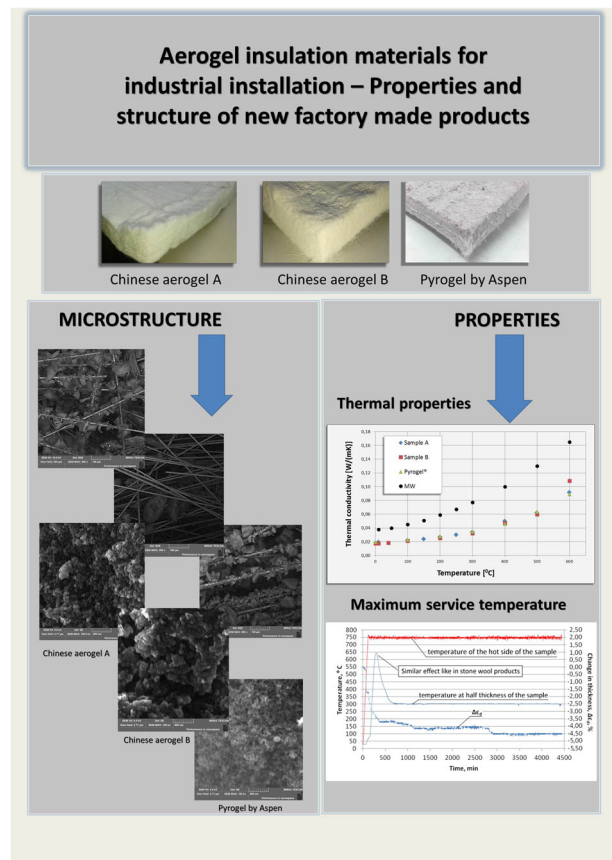 Aerogel insulation materials for
industrial installation – Properties and
structure of new factory made products
Chinese aerogel A
Chinese aerogel B
Pyrogel by Aspen
MICROSTRUCTURE
Chinese aerogel A
Chinese aerogel B
Pyrogel by Aspen
PROPERTIES
Thermal properties
Thermal conductivity [W/(mK)]
0,18
0,16
0,14
0,12
0,10
0,08
0,06
0,04
0,02
0,00
Sample A
Sample B
Pyrogel*
MW
0
100
200
300
400
500
600
Temperature [⁰C]
Maximum service temperature
Temperature, ° C
800
750
700
650
600
550
500
450
400
350
300
250
200
150
100
50
0
temperature of the hot side of the sample
Similar effect like in stone wool products
temperature at half thickness of the sample
Δε_d
2,50
2,00
1,50
1,00
0,50
0,00
-0,50
-1,00
-1,50
-2,00
-2,50
-3,00
-3,50
-4,00
-4,50
-5,00
-5,50
Change in thickness, Δε_d, %
0
500
1000
1500
2000
2500
3000
3500
4000
4500
Time, min